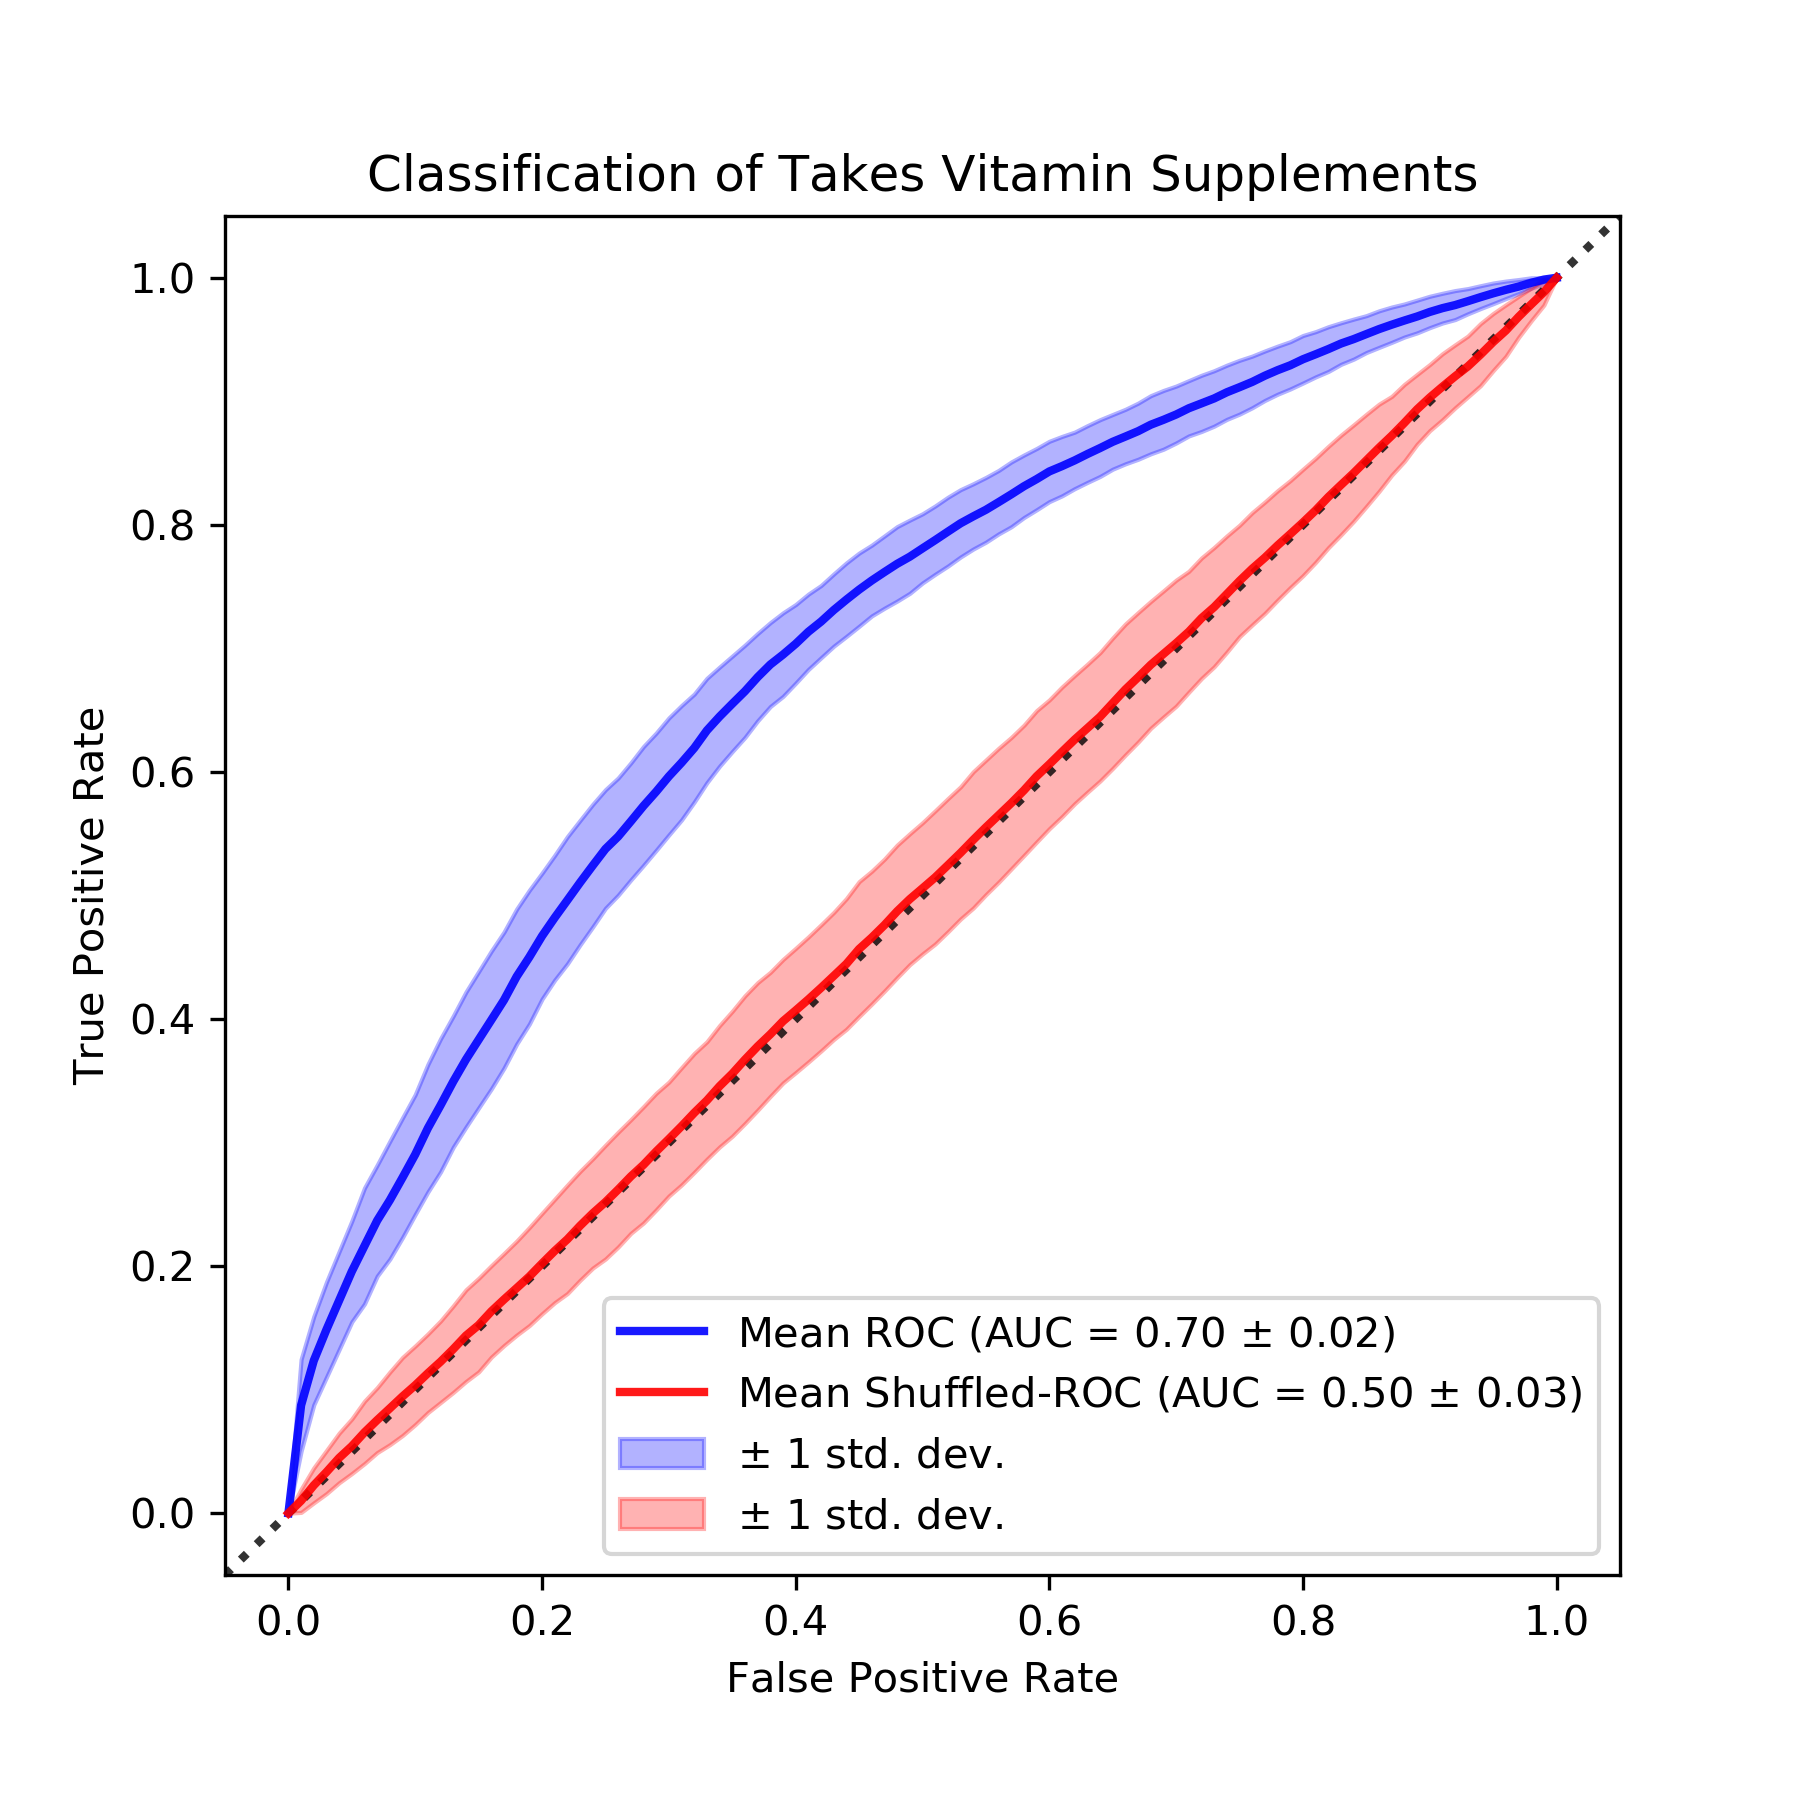 Classification of Takes Vitamin Supplements
1.0
0.8
0.6
0.4
0.2
0.0
True Positive Rate
Mean ROC (AUC = 0.70 ± 0.02)
Mean Shuffled-ROC (AUC = 0.50 ± 0.03)
± 1 std. dev.
± 1 std. dev.
0.0 0.2 0.4 0.6 0.8 1.0
False Positive Rate